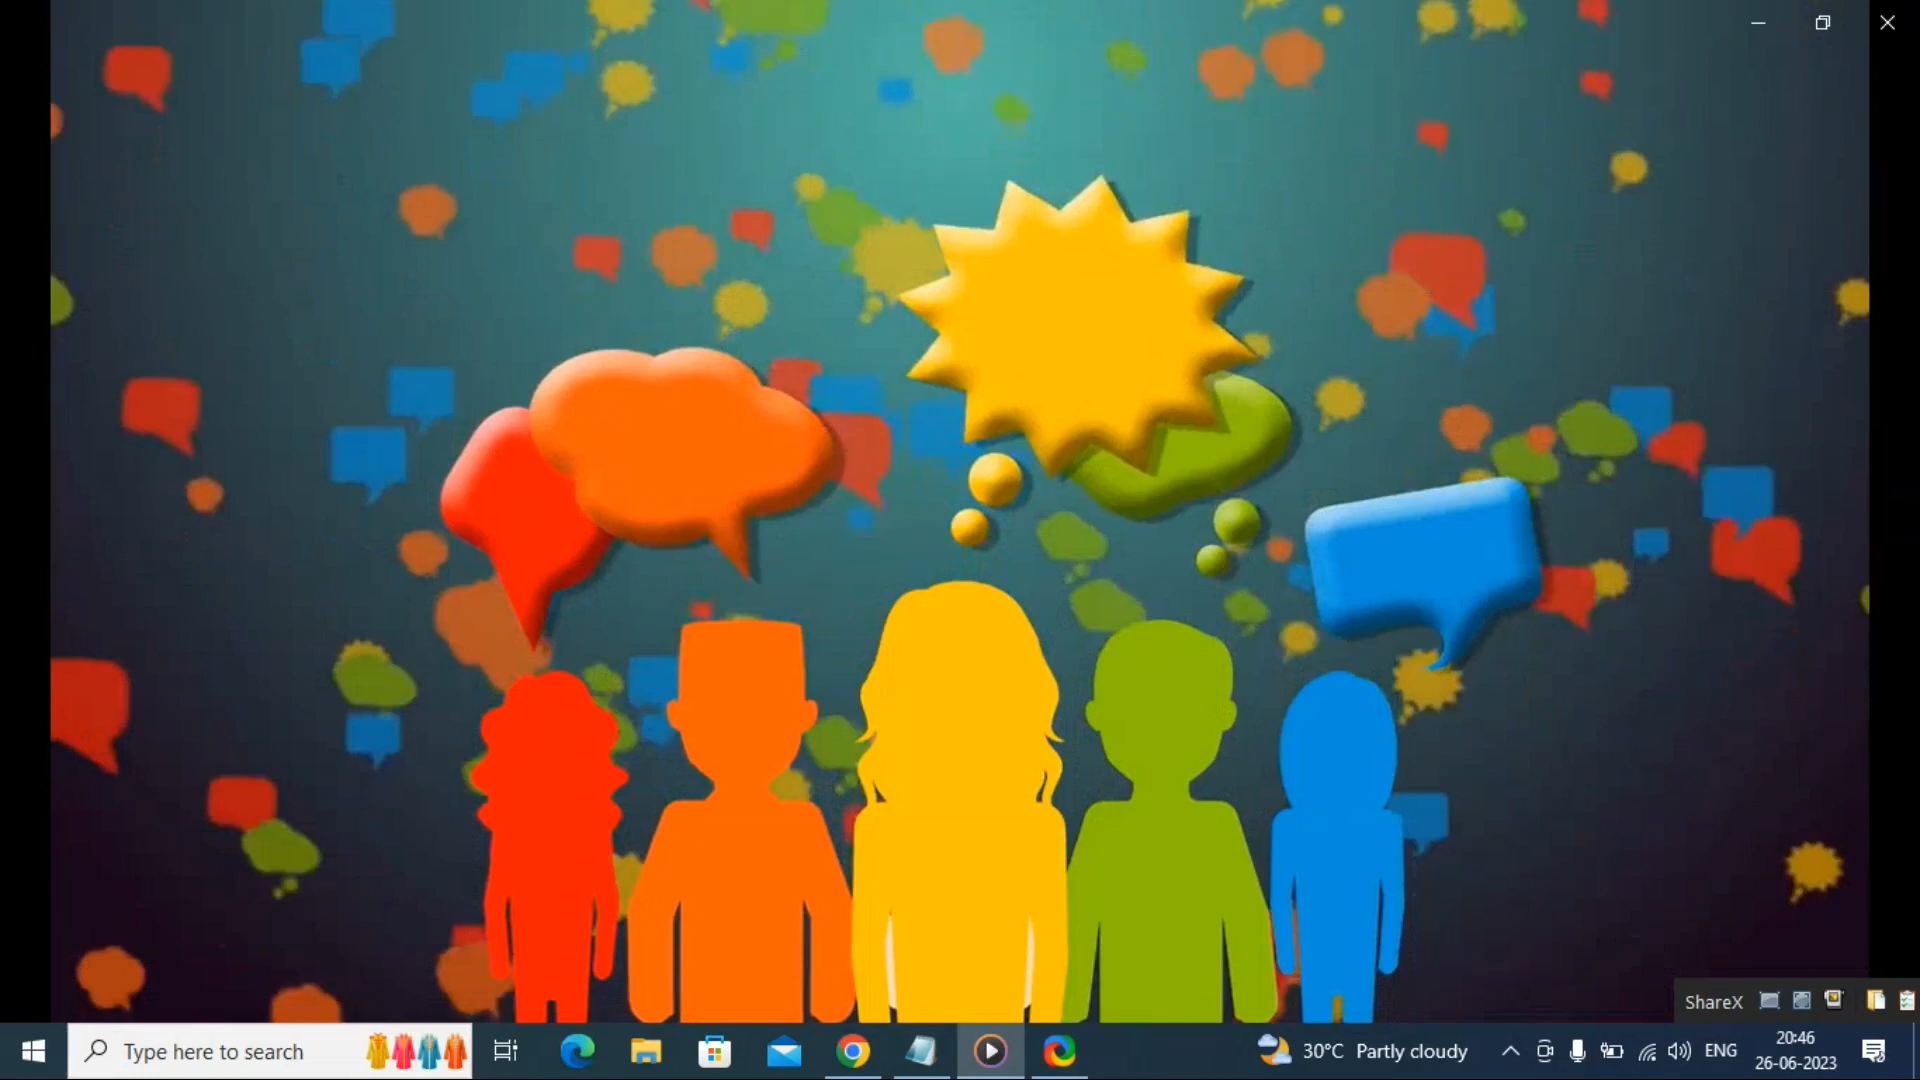 ShareX
Type here to search
30°C Partly cloudy
ENG
20:46
26-06-2023